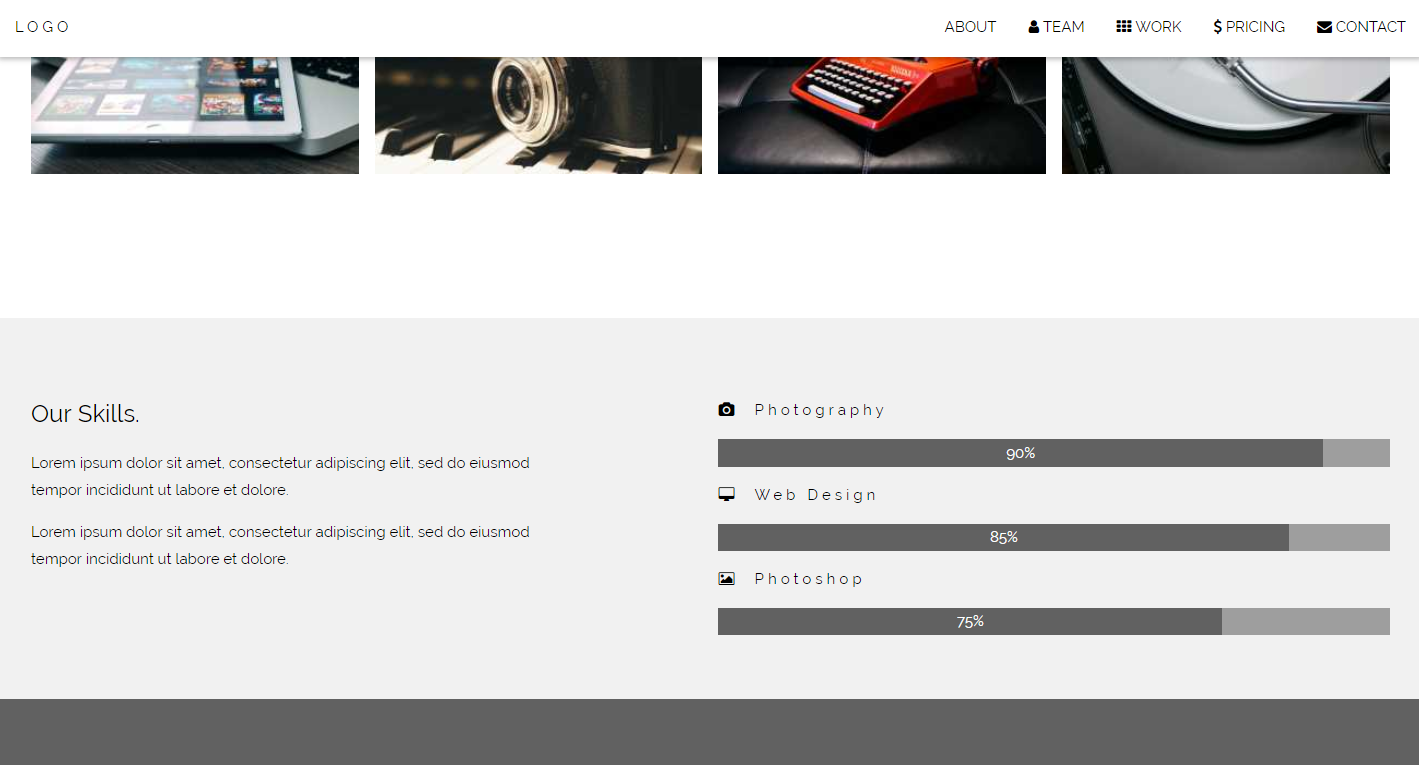 LOGO
ABOUT
TEAM
WORK
PRICING
CONTACT
Our Skills.
Lorem ipsum dolor sit amet, consectetur adipiscing elit, sed do eiusmod
tempor incididunt ut labore et dolore.
Lorem ipsum dolor sit amet, consectetur adipiscing elit, sed do eiusmod
tempor incididunt ut labore et dolore.
Photography
90%
Web Design
85%
Photoshop
75%